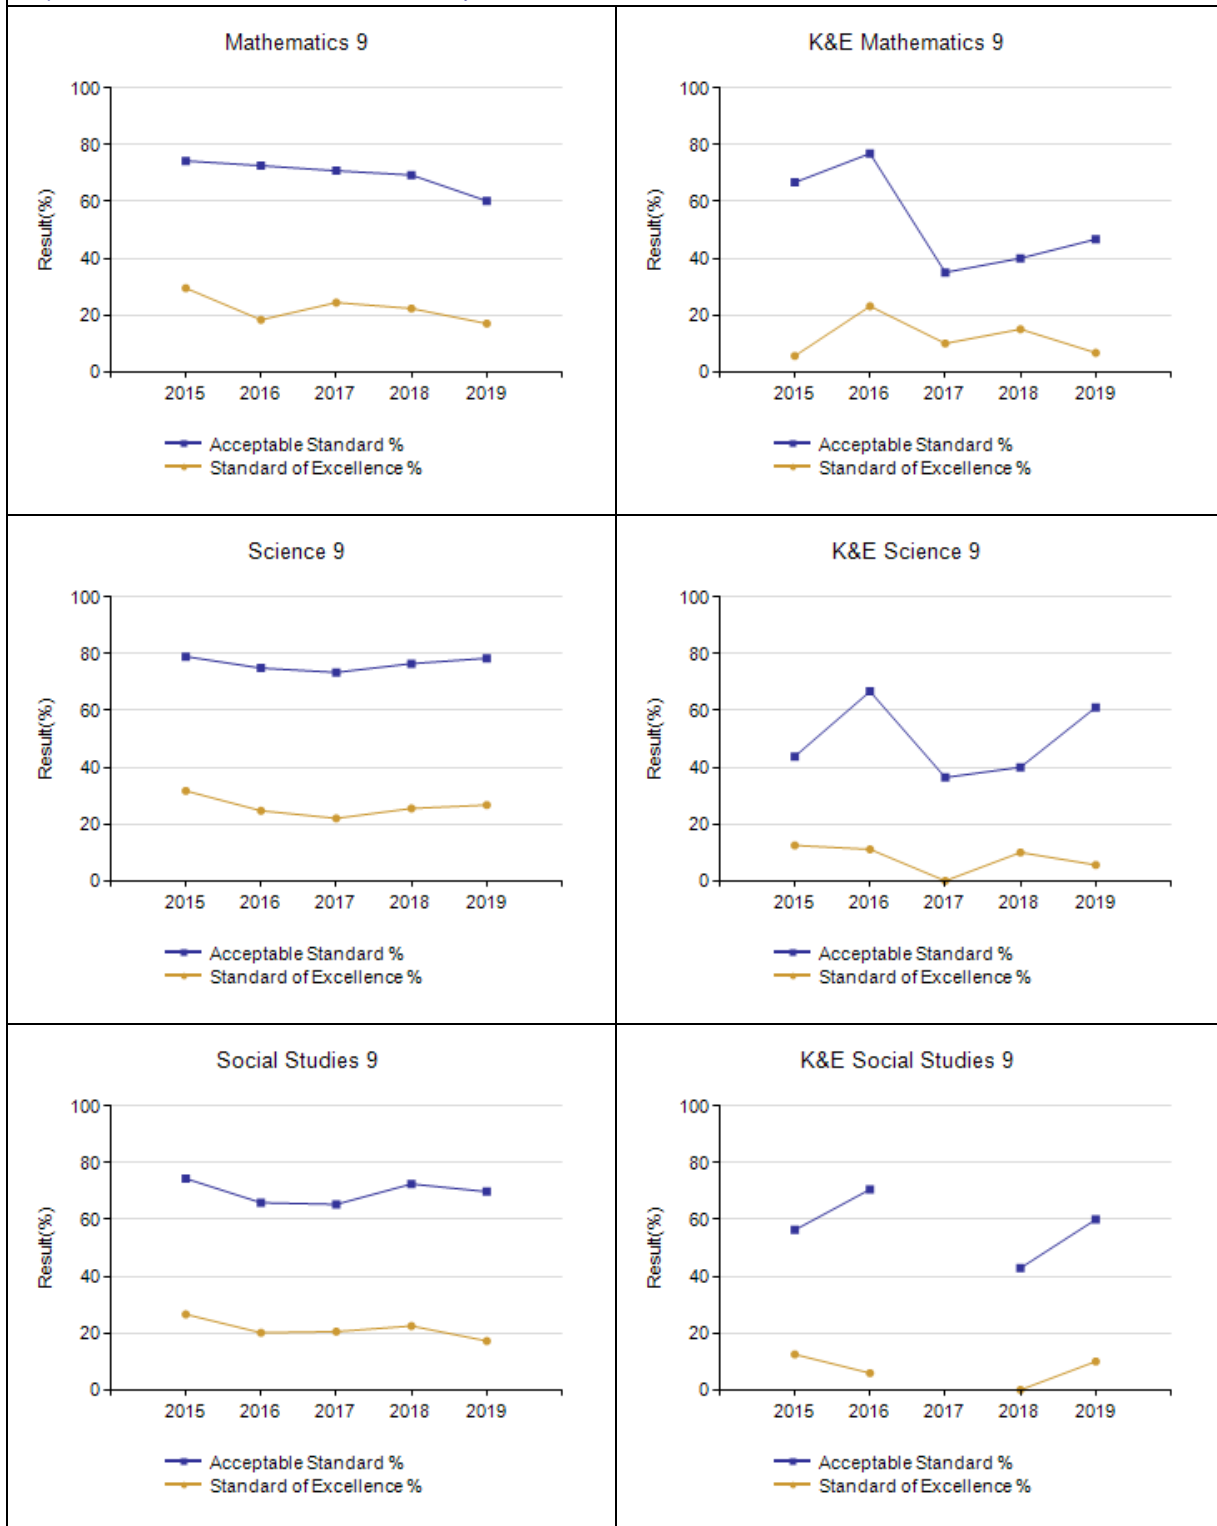 Mathematics 9
100
80
60
40
20
0
Result(%)
2015 2016 2017 2018 2019
Acceptable Standard %
Standard of Excellence %
K&E Mathematics 9
100
80
60
40
20
0
Result(%)
2015 2016 2017 2018 2019
Acceptable Standard %
Standard of Excellence %
Science 9
100
80
60
40
20
0
Result(%)
2015 2016 2017 2018 2019
Acceptable Standard %
Standard of Excellence %
K&E Science 9
100
80
60
40
20
0
Result(%)
2015 2016 2017 2018 2019
Acceptable Standard %
Standard of Excellence %
Social Studies 9
100
80
60
40
20
0
Result(%)
2015 2016 2017 2018 2019
Acceptable Standard %
Standard of Excellence %
K&E Social Studies 9
100
80
60
40
20
0
Result(%)
2015 2016 2017 2018 2019
Acceptable Standard %
Standard of Excellence %